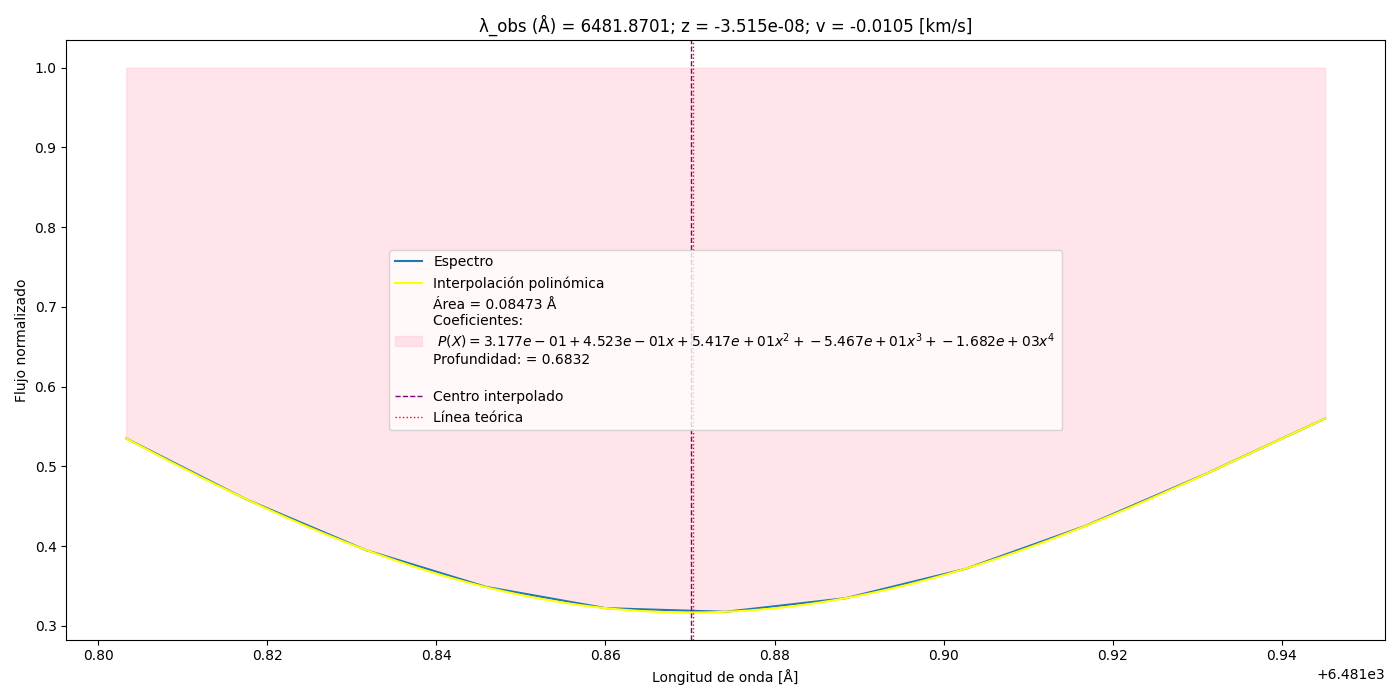 λ_obs (Å) = 6481.8701; z = -3.515e-08; v = -0.0105 [km/s]
1.0
0.9
0.8
0.7
0.6
0.5
0.4
0.3
Flujo normalizado
Espectro
Interpolación polinómica
Área = 0.08473 Å
Coeficientes:
P(X) = 3.177e − 01 + 4.523e − 01x + 5.417e + 01x² + −5.467e + 01x³ + −1.682e + 03x⁴
Profundidad: = 0.6832
Centro interpolado
Línea teórica
0.80 0.82 0.84 0.86 0.88 0.90 0.92 0.94
+6.481e3
Longitud de onda [Å]